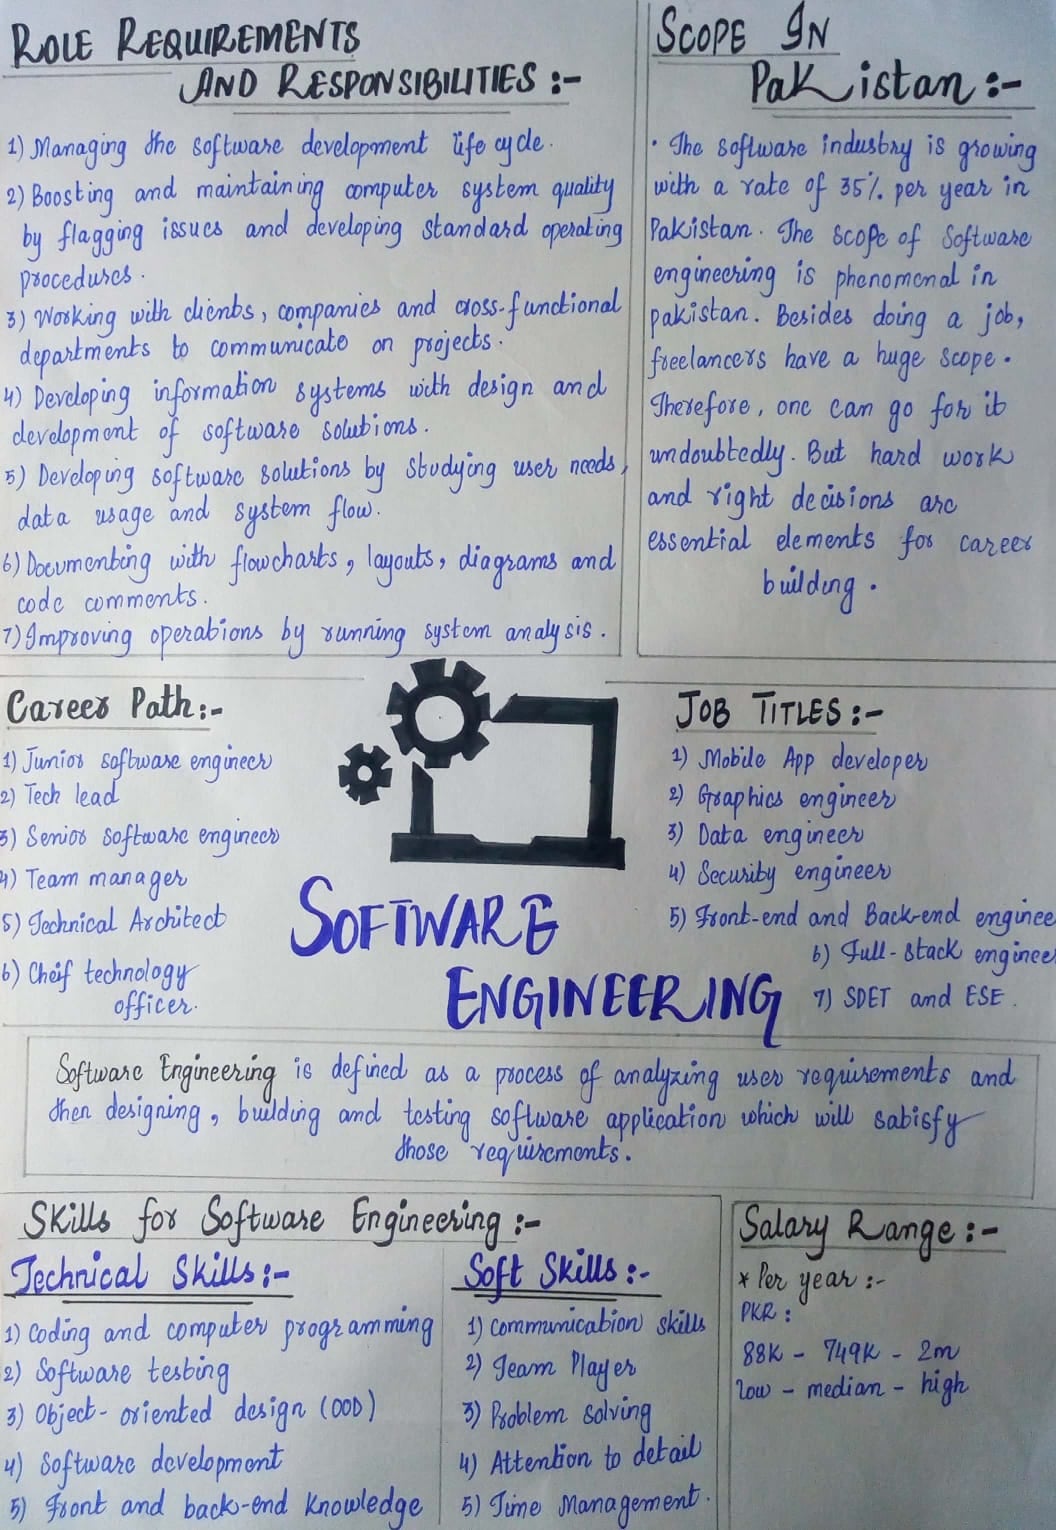 ROLE REQUIREMENTS
AND RESPONSIBILITIES :-
1) Managing the software development life cycle.
2) Boosting and maintaining computer system quality
by flagging issues and developing standard operating
procedures.
3) Working with clients, companies and cross-functional
departments to communicate on projects.
4) Developing information systems with design and
development of software solutions.
5) Developing software solutions by studying user needs,
data usage and system flow.
6) Documenting with flowcharts, layouts, diagrams and
code comments.
7) Improving operations by running system analysis.
SCOPE IN
Pakistan :-
• The software industry is growing
with a rate of 35% per year in
Pakistan. The scope of Software
engineering is phenomenal in
pakistan. Besides doing a job,
freelancers have a huge scope.
Therefore, one can go for it
undoubtedly. But hard work
and right decisions are
essential elements for career
building.
Career Path :-
1) Junior software engineer
2) Tech lead
3) Senior software engineer
4) Team manager
5) Technical Architect
6) Cheif technology
officer.
JOB TITLES :-
1) Mobile App developer
2) Graphics engineer
3) Data engineer
4) Security engineer
5) Front-end and Back-end enginee
6) Full-stack enginee
7) SDET and ESE.
SOFTWARE
ENGINEERING
Software Engineering is defined as a process of analyzing user requirements and
then designing, building and testing software application which will satisfy
those requirements.
Skills for Software Engineering :-
Technical Skills :-
1) Coding and computer programming
2) Software testing
3) Object-oriented design (OOD)
4) Software development
5) Front and back-end knowledge
Soft Skills :-
1) Communication skills
2) Team Player
3) Problem solving
4) Attention to detail
5) Time Management.
Salary Range :-
* Per year :-
PKR :
88K - 749K - 2m
low - median - high